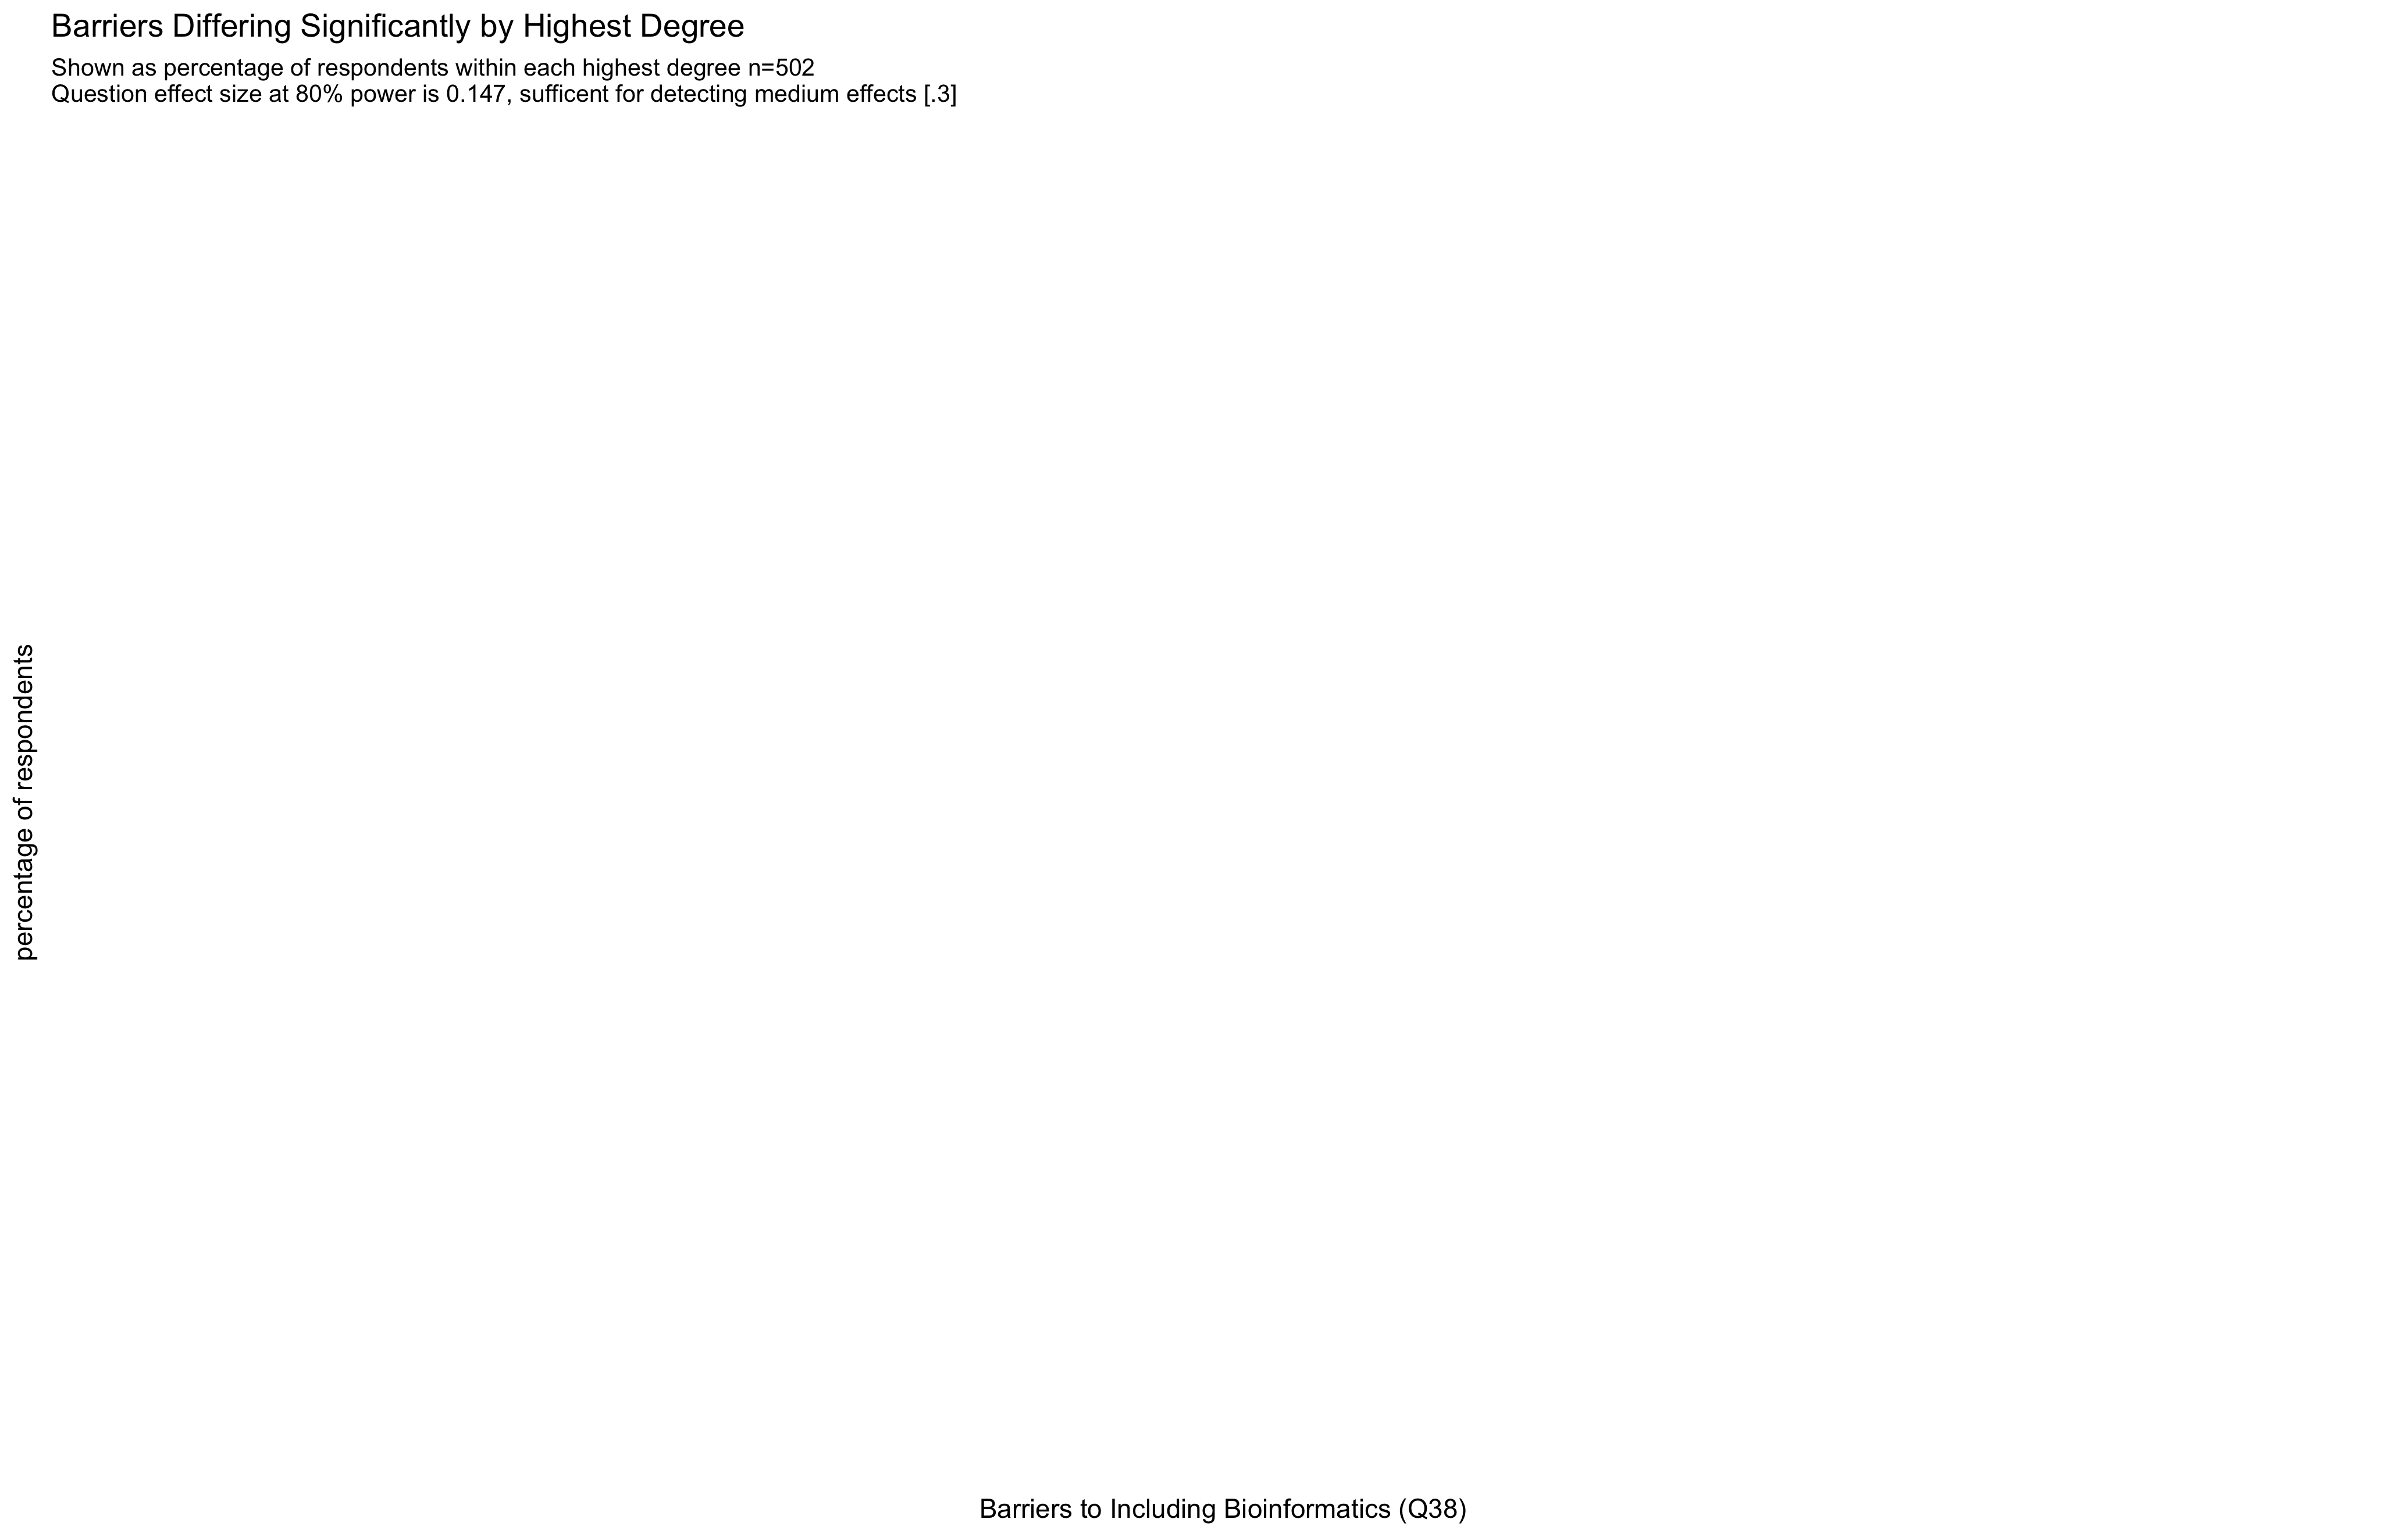 Barriers Differing Significantly by Highest Degree
Shown as percentage of respondents within each highest degree n=502
Question effect size at 80% power is 0.147, sufficent for detecting medium effects [.3]
percentage of respondents
Barriers to Including Bioinformatics (Q38)